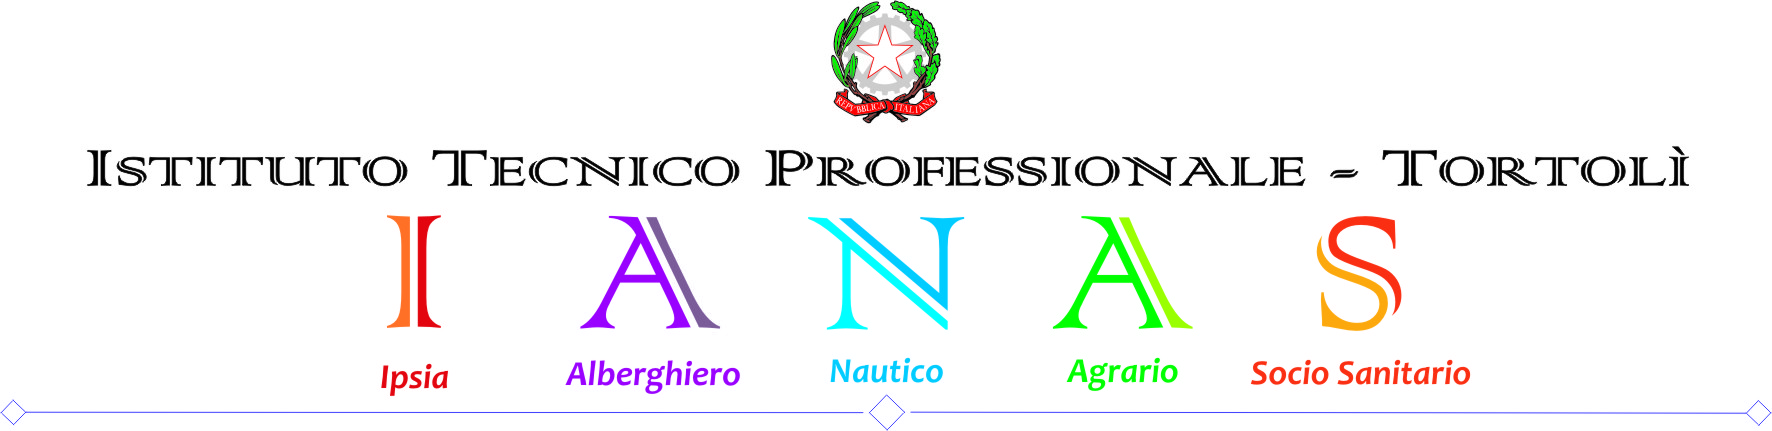 REPVBBLICA ITALIANA
ISTITUTO TECNICO PROFESSIONALE - TORTOLÌ
I A N A S
Ipsia Alberghiero Nautico Agrario Socio Sanitario